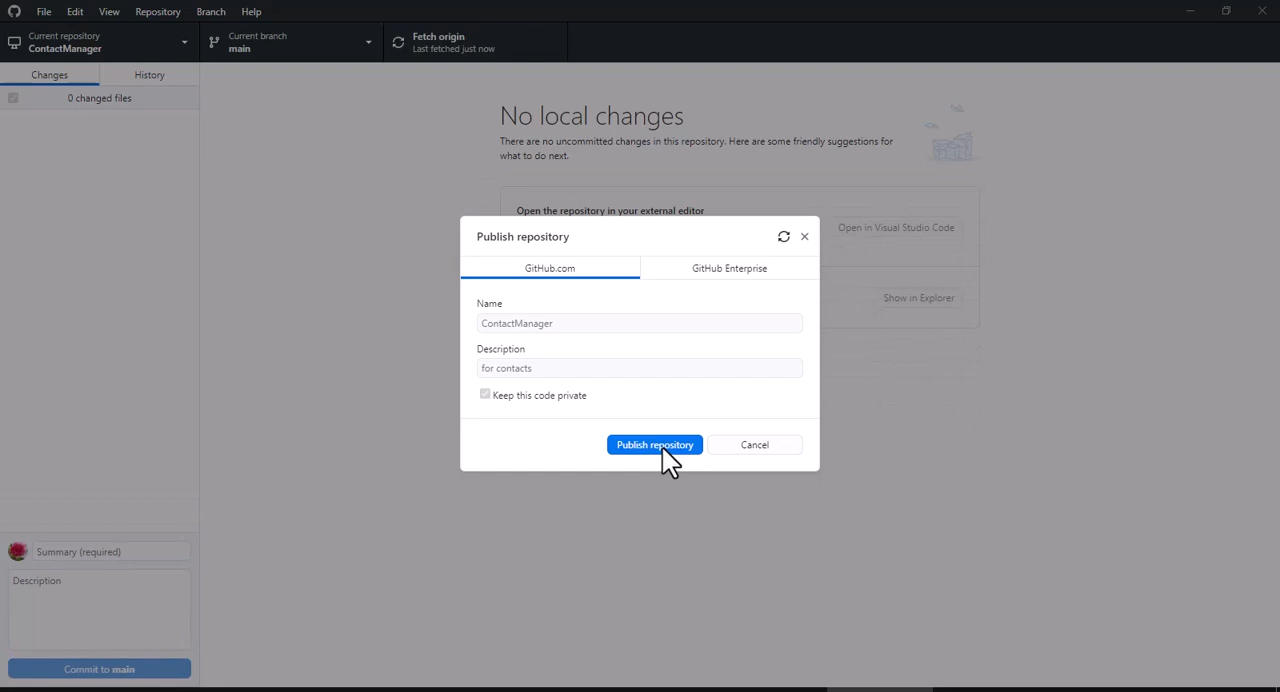 File Edit View Repository Branch Help
Current repository
ContactManager
Current branch
main
Fetch origin
Last fetched just now
Changes History
0 changed files
No local changes
There are no uncommitted changes in this repository. Here are some friendly suggestions for
what to do next.
Open the repository in your external editor
Open in Visual Studio Code
Show in Explorer
Publish repository
GitHub.com GitHub Enterprise
Name
ContactManager
Description
for contacts
Keep this code private
Publish repository Cancel
Summary (required)
Description
Commit to main